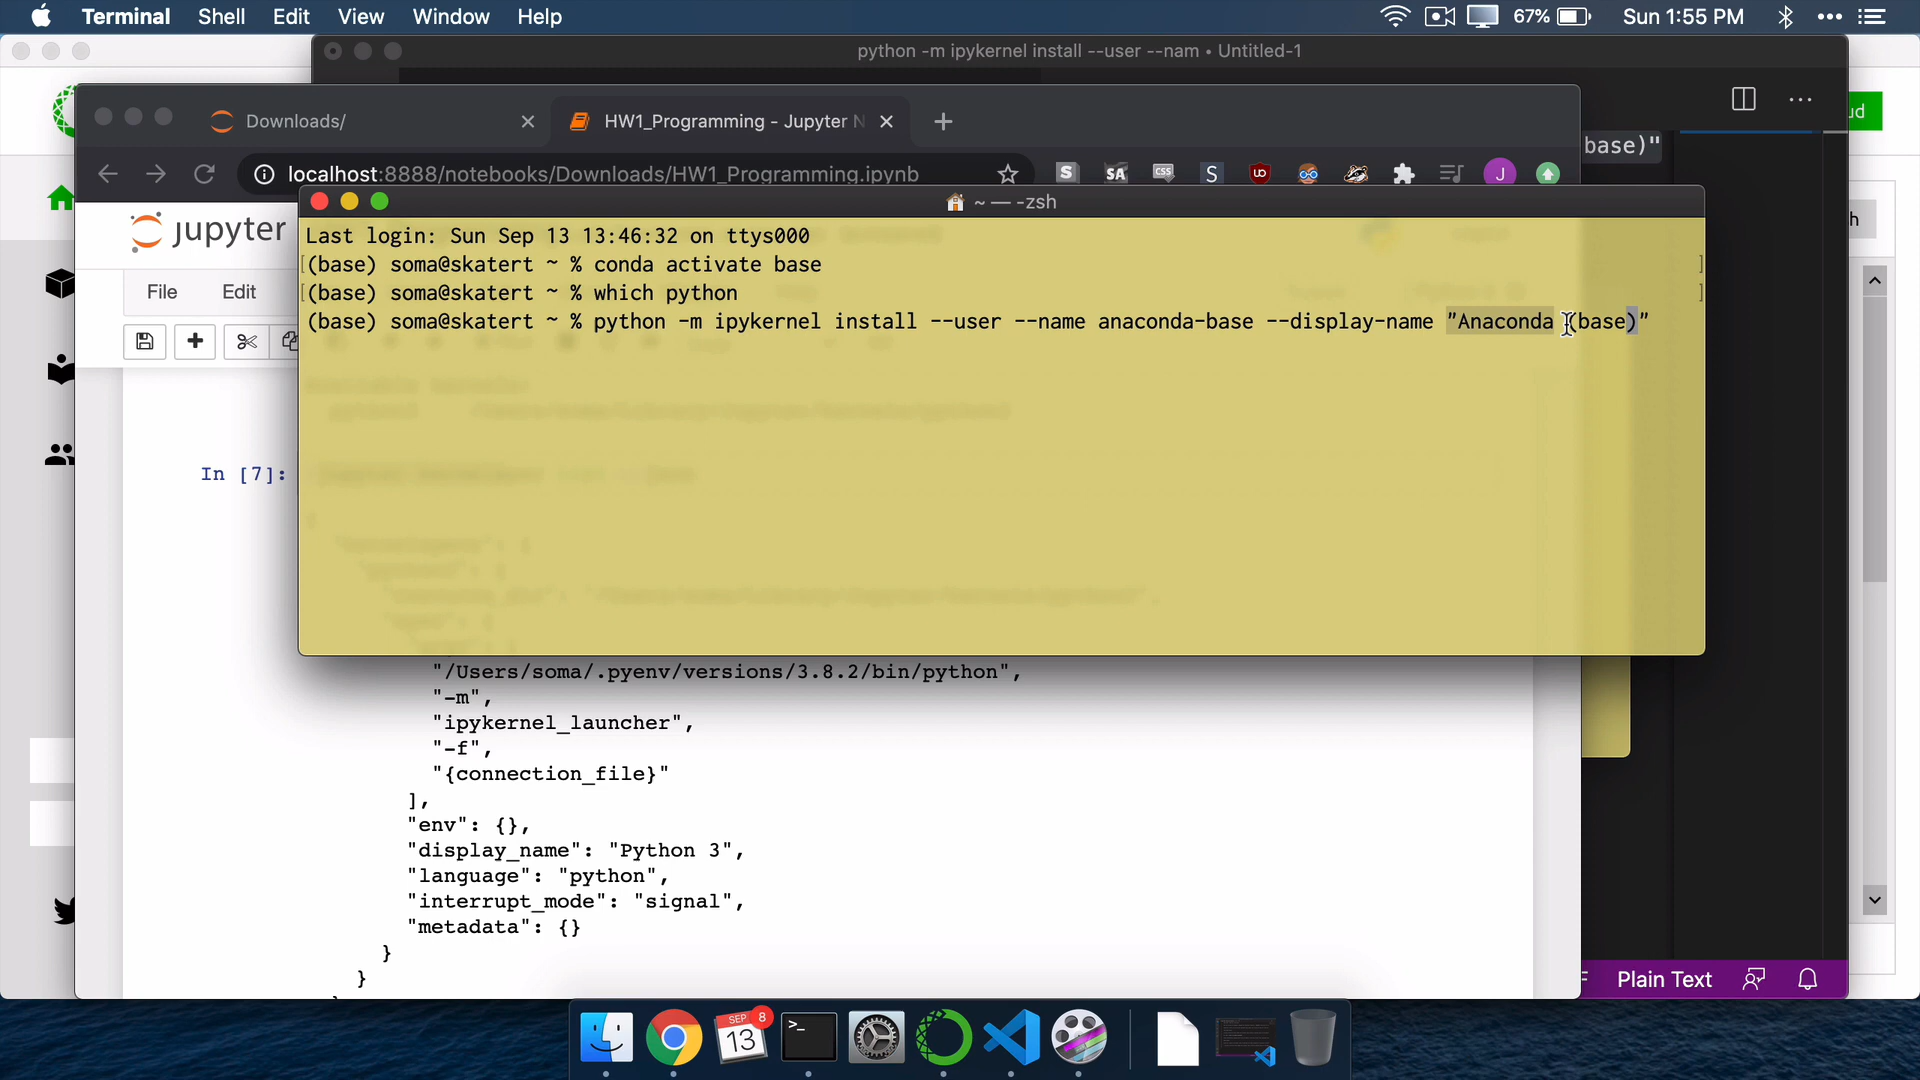 Terminal Shell Edit View Window Help 67% Sun 1:55 PM
python -m ipykernel install --user --nam • Untitled-1
Downloads/ HW1_Programming - Jupyter N
ud
base)"
localhost:8888/notebooks/Downloads/HW1_Programming.ipynb S SA CSS S J
~ — -zsh
jupyter
h
Last login: Sun Sep 13 13:46:32 on ttys000
(base) soma@skatert ~ % conda activate base
(base) soma@skatert ~ % which python
(base) soma@skatert ~ % python -m ipykernel install --user --name anaconda-base --display-name "Anaconda (base)"
File Edit
In [7]:
"/Users/soma/.pyenv/versions/3.8.2/bin/python",
"-m",
"ipykernel_launcher",
"-f",
"{connection_file}"
],
"env": {},
"display_name": "Python 3",
"language": "python",
"interrupt_mode": "signal",
"metadata": {}
}
}
F Plain Text
SEP 13 8
>_